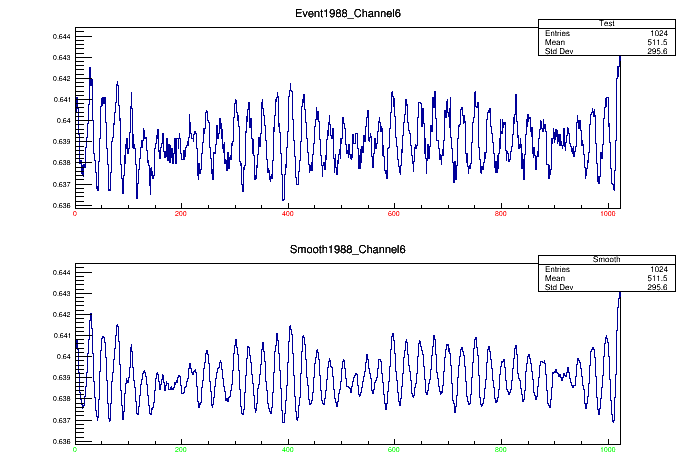 Event1988_Channel6
Test
Entries 1024
Mean 511.5
Std Dev 295.6
0.644
0.643
0.642
0.641
0.64
0.639
0.638
0.637
0.636
0 200 400 600 800 1000
Smooth1988_Channel6
Smooth
Entries 1024
Mean 511.5
Std Dev 295.6
0.644
0.643
0.642
0.641
0.64
0.639
0.638
0.637
0.636
0 200 400 600 800 1000